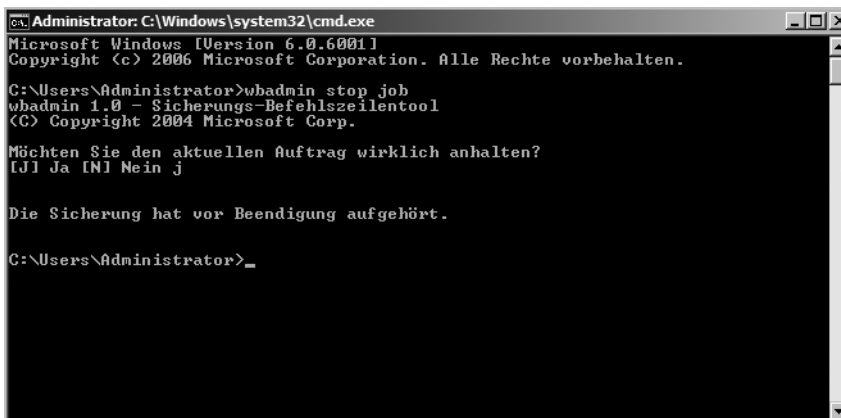 Administrator: C:\Windows\system32\cmd.exe
Microsoft Windows [Version 6.0.6001]
Copyright (c) 2006 Microsoft Corporation. Alle Rechte vorbehalten.
C:\Users\Administrator>wbadmin stop job
wbadmin 1.0 - Sicherungs-Befehlszeilentool
(C) Copyright 2004 Microsoft Corp.
Möchten Sie den aktuellen Auftrag wirklich anhalten?
[J] Ja [N] Nein j
Die Sicherung hat vor Beendigung aufgehört.
C:\Users\Administrator>_